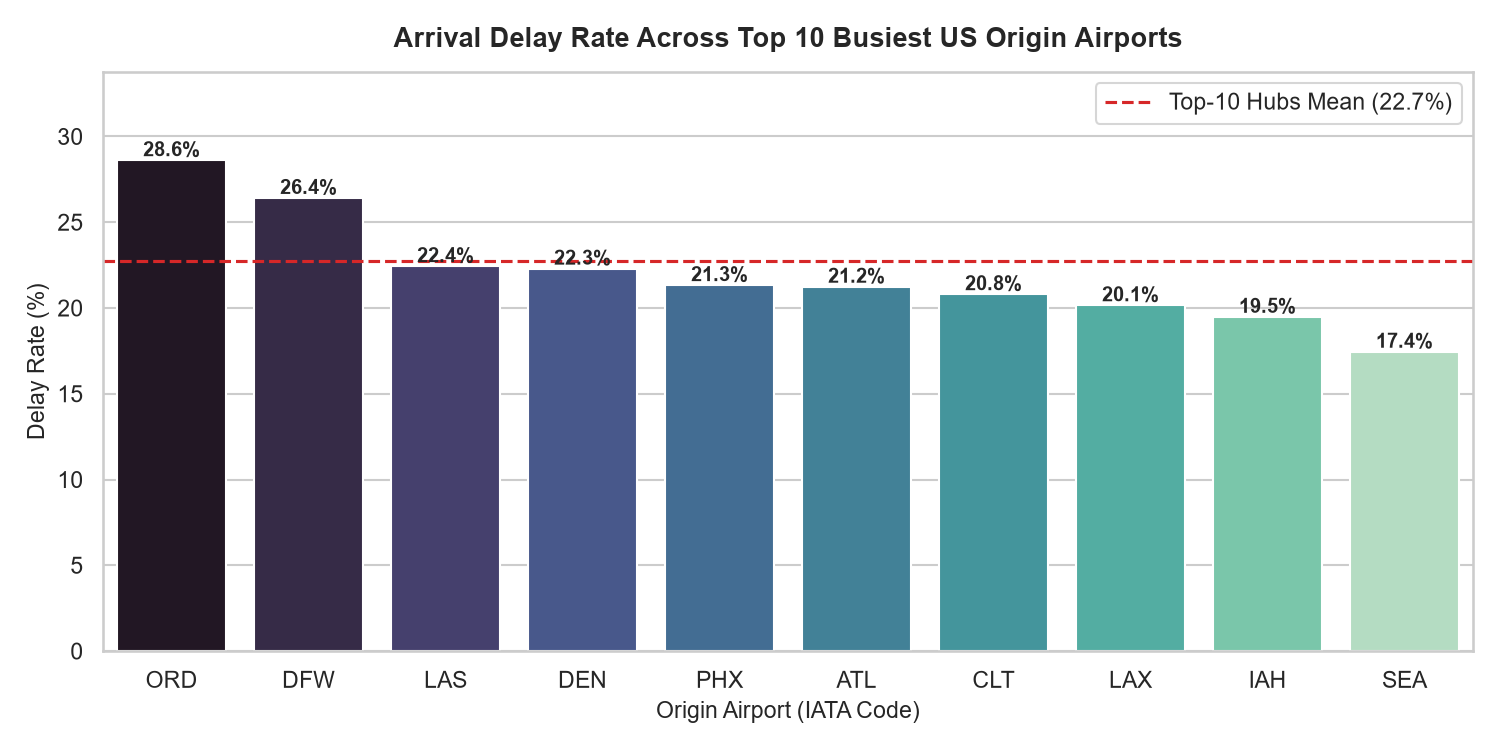 Arrival Delay Rate Across Top 10 Busiest US Origin Airports
Top-10 Hubs Mean (22.7%)
Delay Rate (%)
30
25
20
15
10
5
0
28.6%
26.4%
22.4%
22.3%
21.3%
21.2%
20.8%
20.1%
19.5%
17.4%
ORD
DFW
LAS
DEN
PHX
ATL
CLT
LAX
IAH
SEA
Origin Airport (IATA Code)